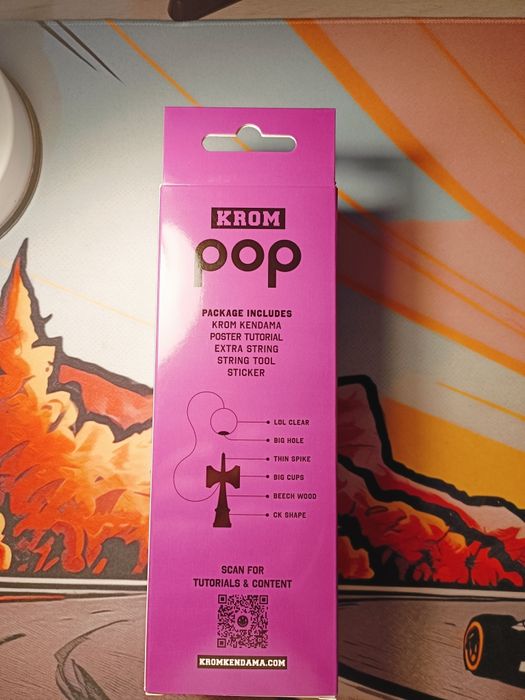 KROM
pop
PACKAGE INCLUDES
KROM KENDAMA
POSTER TUTORIAL
EXTRA STRING
STRING TOOL
STICKER
LOL CLEAR
BIG HOLE
THIN SPIKE
BIG CUPS
BEECH WOOD
CK SHAPE
SCAN FOR
TUTORIALS & CONTENT
KROMKENDAMA.COM